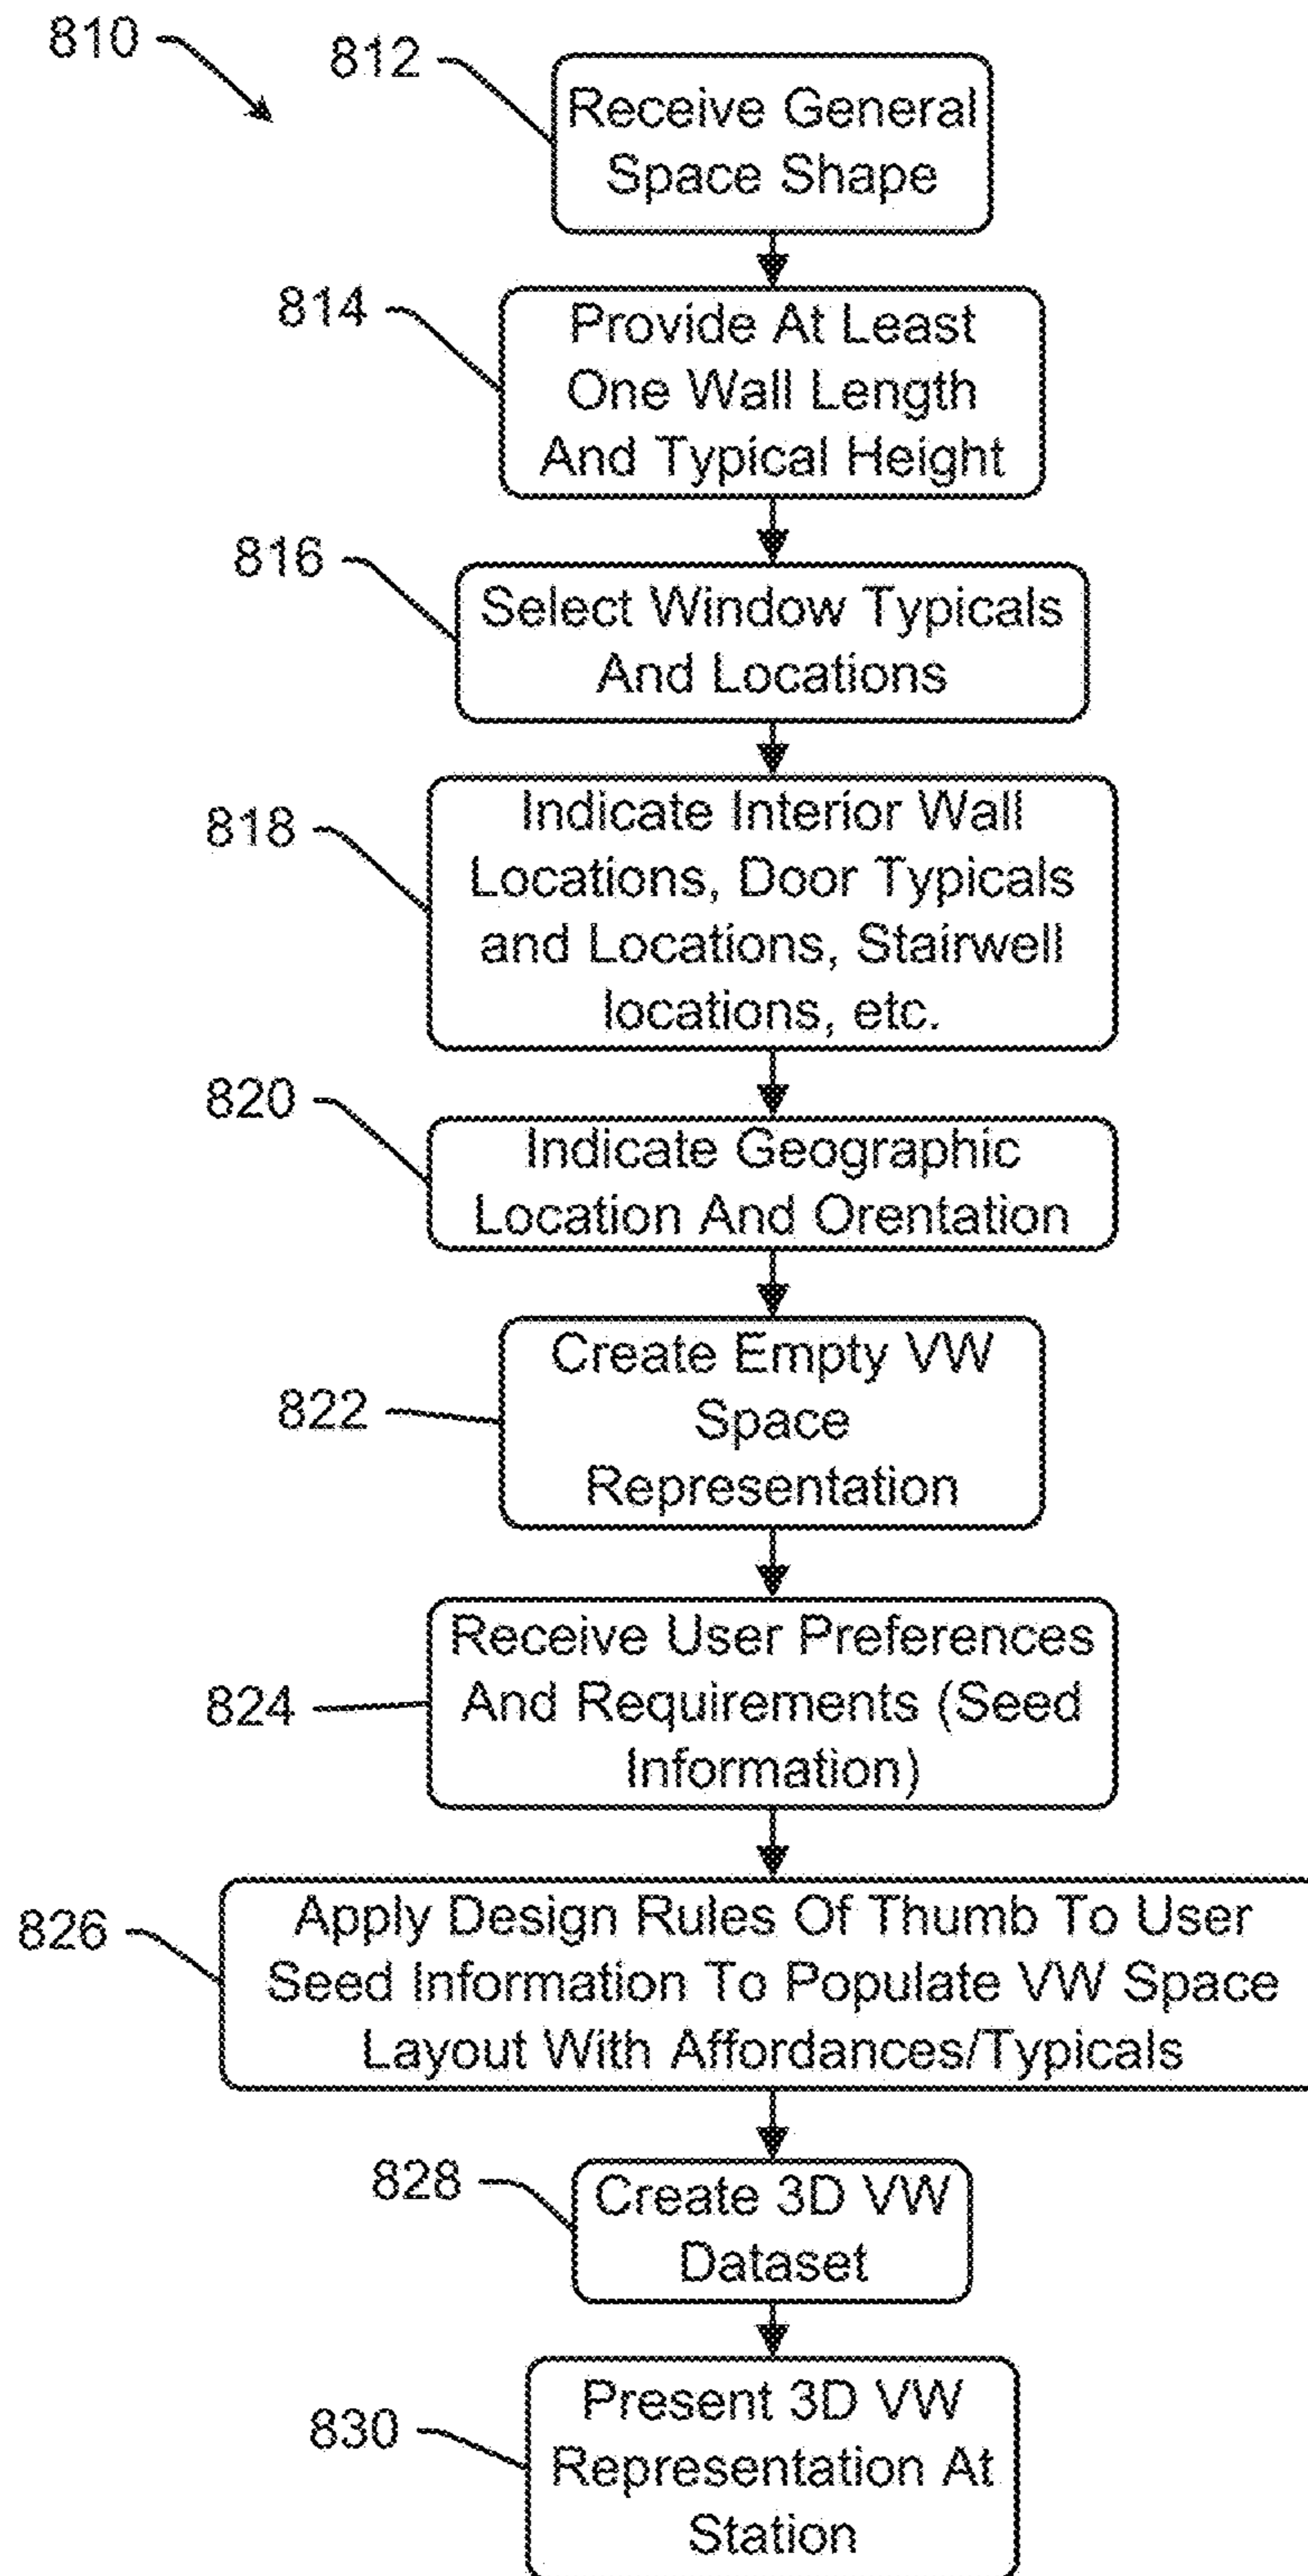 810
812
Receive General
Space Shape
814
Provide At Least
One Wall Length
And Typical Height
816
Select Window Typicals
And Locations
818
Indicate Interior Wall
Locations, Door Typicals
and Locations, Stairwell
locations, etc.
820
Indicate Geographic
Location And Orentation
822
Create Empty VW
Space
Representation
824
Receive User Preferences
And Requirements (Seed
Information)
826
Apply Design Rules Of Thumb To User
Seed Information To Populate VW Space
Layout With Affordances/Typicals
828
Create 3D VW
Dataset
830
Present 3D VW
Representation At
Station